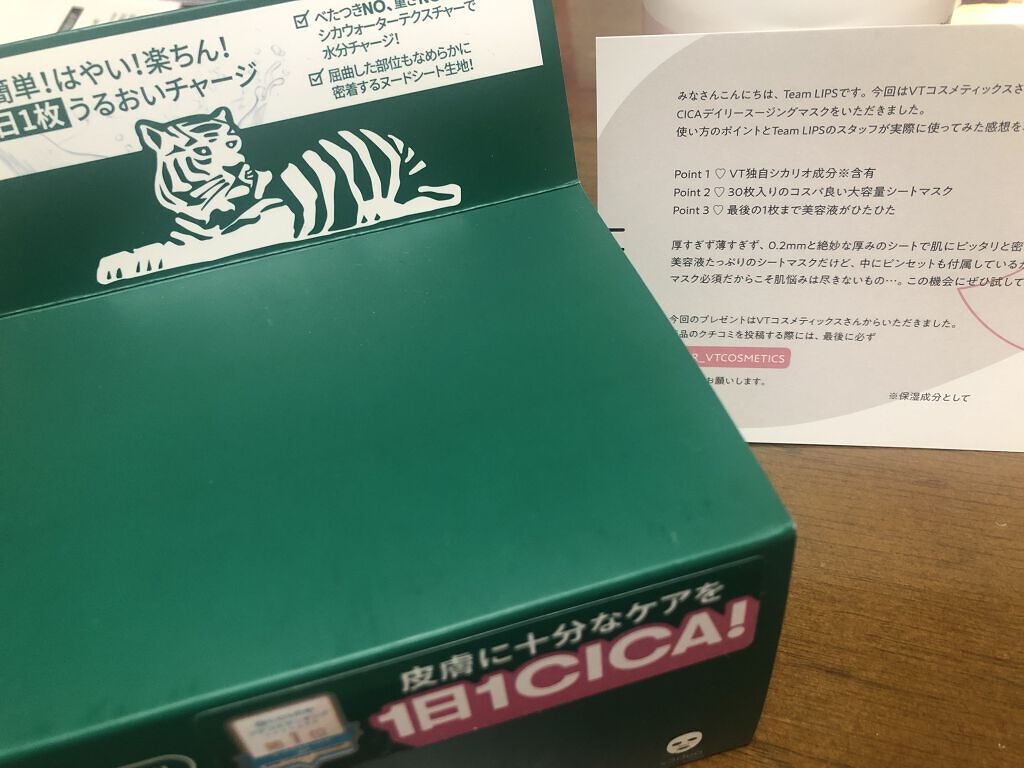 簡単!はやい!楽ちん!
日1枚うるおいチャージ
べたつきNO、重さNO
シカウォーターテクスチャーで
水分チャージ!
屈曲した部位もなめらかに
密着するヌードシート生地!
みなさんこんにちは、Team LIPSです。今回はVTコスメティックスさ
CICAデイリースージングマスクをいただきました。
使い方のポイントとTeam LIPSのスタッフが実際に使ってみた感想を
Point 1 ♡ VT独自シカリオ成分※含有
Point 2 ♡ 30枚入りのコスパ良い大容量シートマスク
Point 3 ♡ 最後の1枚まで美容液がひたひた
厚すぎず薄すぎず、0.2mmと絶妙な厚みのシートで肌にピッタリと密
美容液たっぷりのシートマスクだけど、中にピンセットも付属している
マスク必須だからこそ肌悩みは尽きないもの…。この機会にぜひ試して
今回のプレゼントはVTコスメティックスさんからいただきました。
品のクチコミを投稿する際には、最後に必ず
R_VTCOSMETICS
お願いします。
※保湿成分として
皮膚に十分なケアを
1日1CICA!